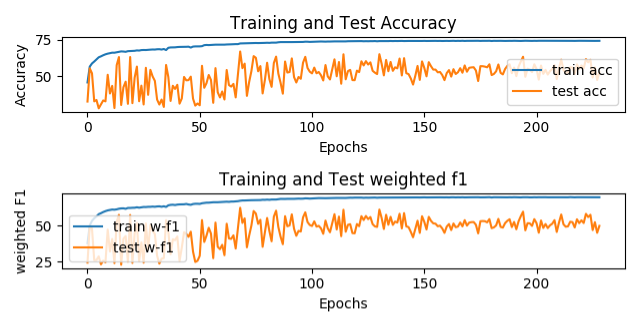 Training and Test Accuracy
Accuracy
75
50
train acc
test acc
0 50 100 150 200
Epochs
Training and Test weighted f1
weighted F1
50
25
train w-f1
test w-f1
0 50 100 150 200
Epochs